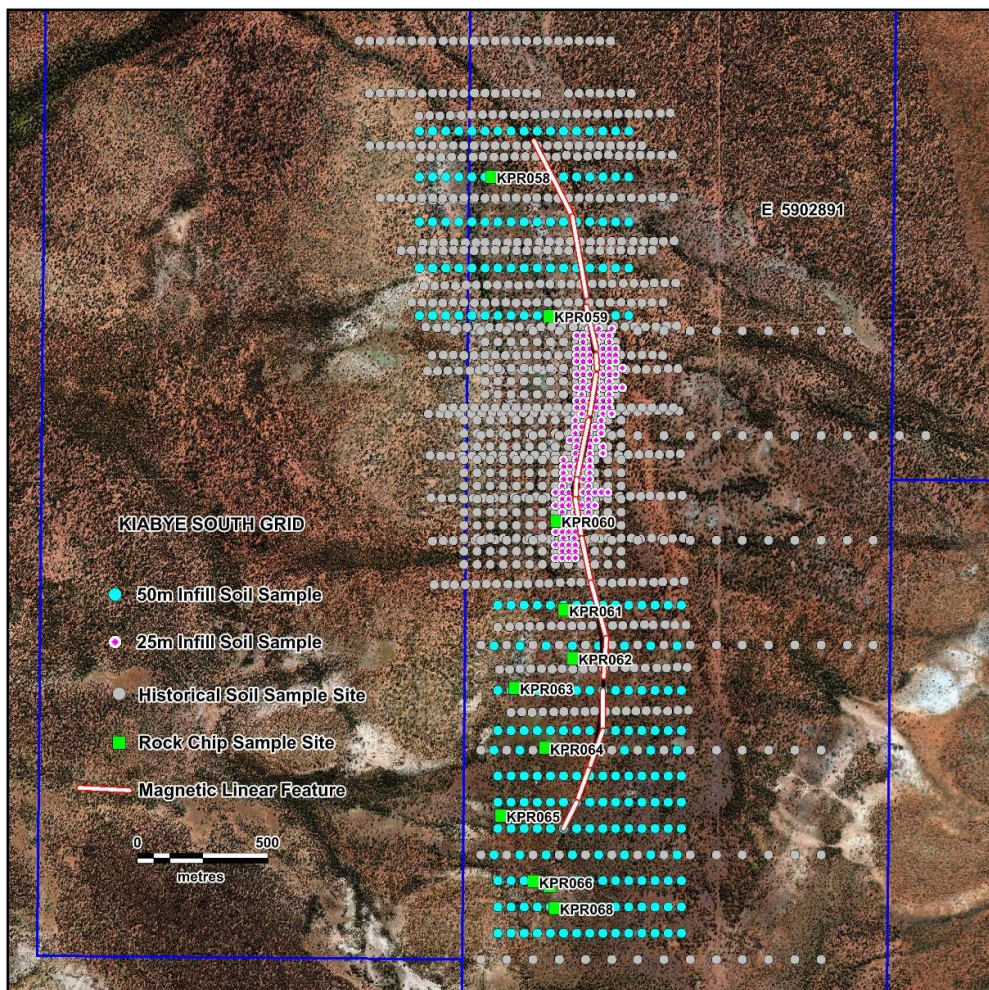 KPR058
E 5902891
KPR059
KIABYE SOUTH GRID
KPR060
50m Infill Soil Sample
KPR061
25m Infill Soil Sample
KPR062
Historical Soil Sample Site
KPR063
Rock Chip Sample Site
KPR064
Magnetic Linear Feature
KPR065
0 500
metres
KPR066
KPR068